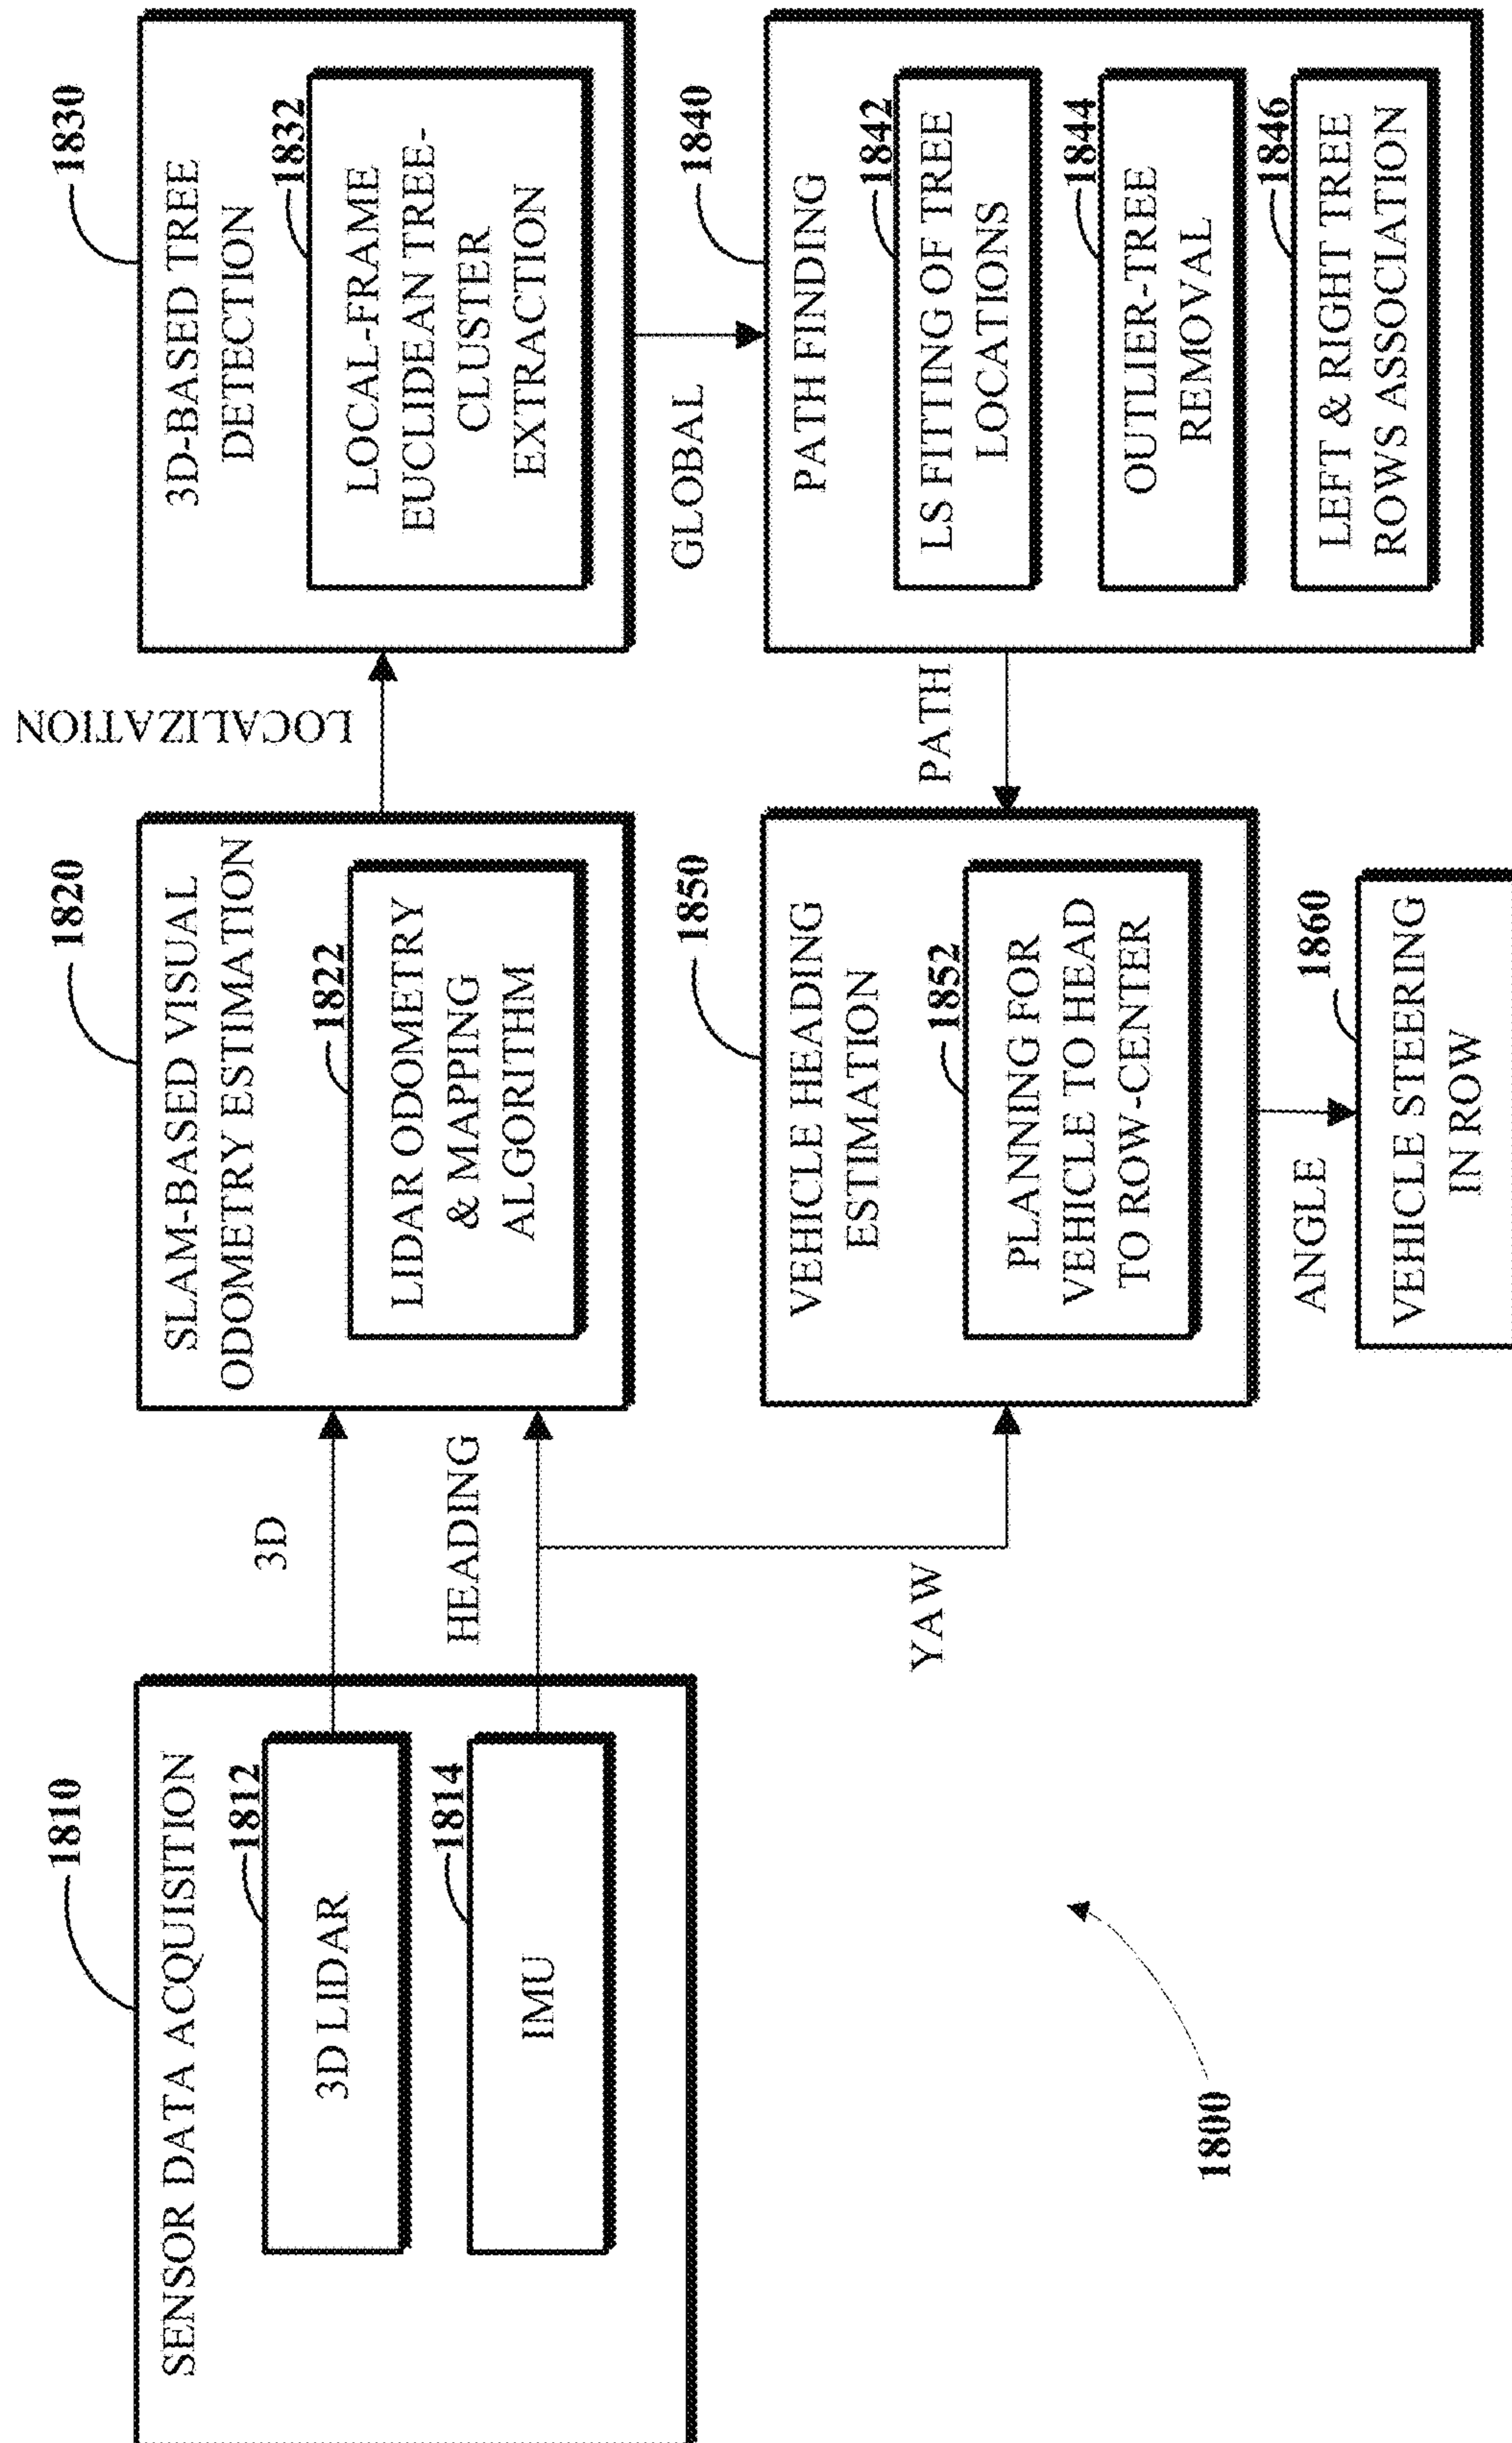 1810
SENSOR DATA ACQUISITION
1812
3D LIDAR
1814
IMU
3D
HEADING
YAW
1820
SLAM-BASED VISUAL
ODOMETRY ESTIMATION
1822
LIDAR ODOMETRY
& MAPPING
ALGORITHM
LOCALIZATION
1830
3D-BASED TREE
DETECTION
1832
LOCAL-FRAME
EUCLIDEAN TREE-
CLUSTER
EXTRACTION
GLOBAL
1840
PATH FINDING
1842
LS FITTING OF TREE
LOCATIONS
1844
OUTLIER-TREE
REMOVAL
1846
LEFT & RIGHT TREE
ROWS ASSOCIATION
PATH
1850
VEHICLE HEADING
ESTIMATION
1852
PLANNING FOR
VEHICLE TO HEAD
TO ROW-CENTER
ANGLE
1860
VEHICLE STEERING
IN ROW
1800